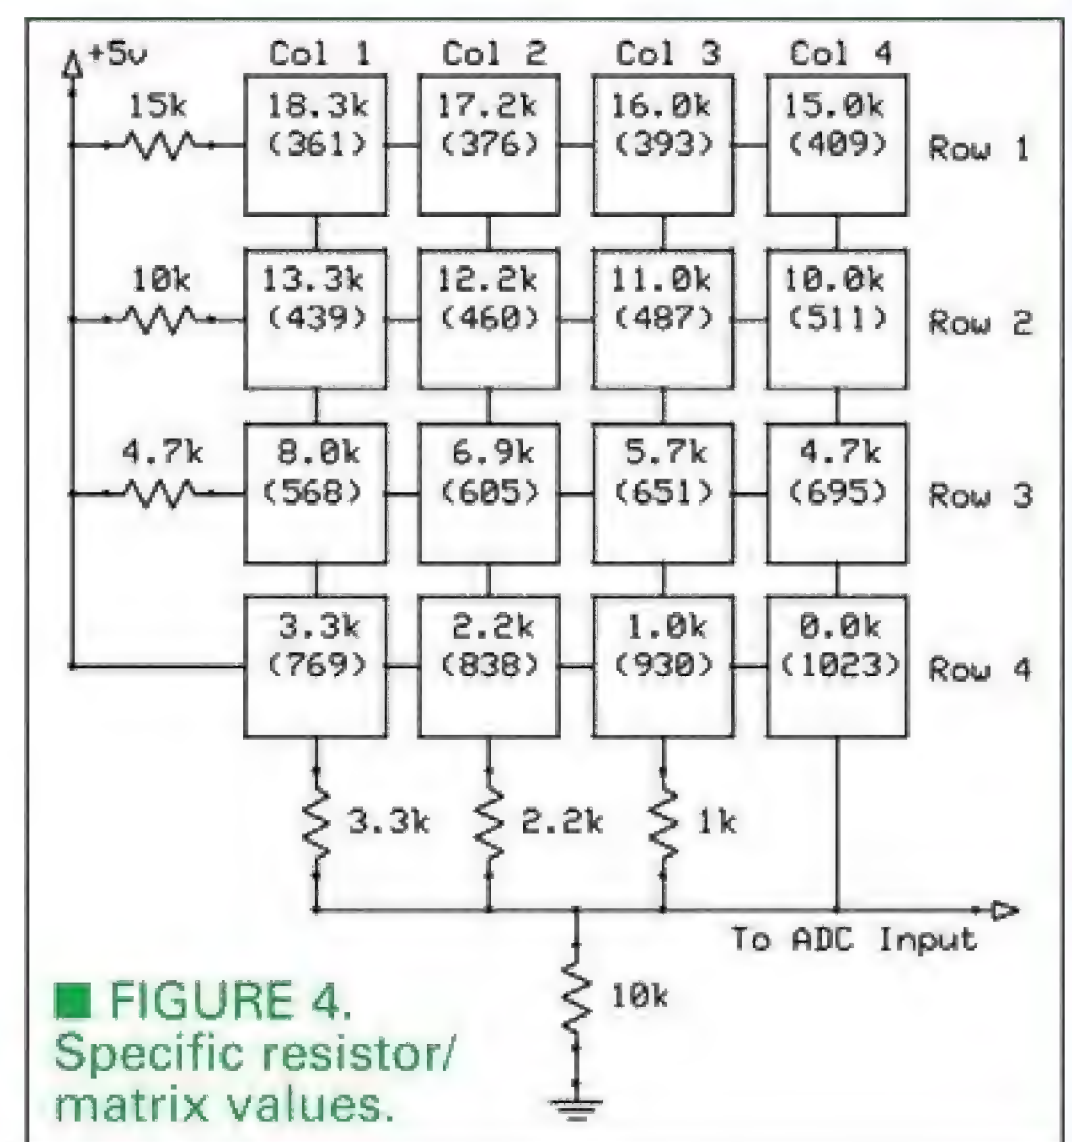 +5v Col 1 Col 2 Col 3 Col 4
15k 18.3k 17.2k 16.0k 15.0k
(361) (376) (393) (409) Row 1
10k 13.3k 12.2k 11.0k 10.0k
(439) (460) (487) (511) Row 2
4.7k 8.0k 6.9k 5.7k 4.7k
(568) (605) (651) (695) Row 3
3.3k 2.2k 1.0k 0.0k
(769) (838) (930) (1023) Row 4
3.3k 2.2k 1k
To ADC Input
10k
FIGURE 4.
Specific resistor/
matrix values.